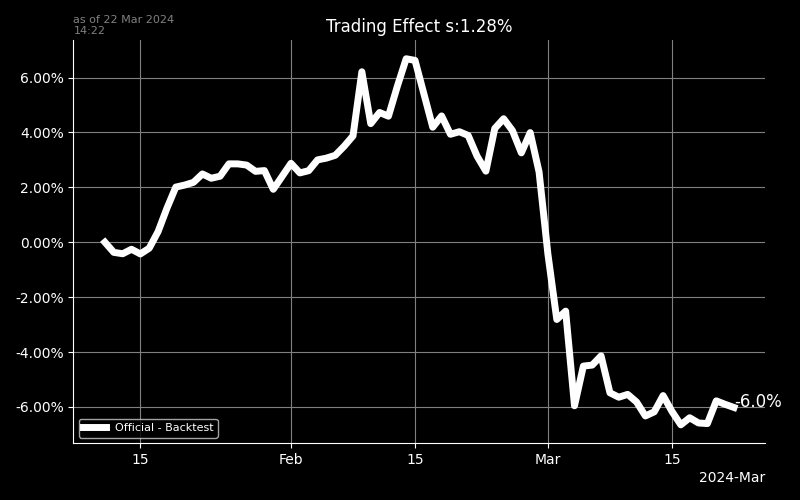 as of 22 Mar 2024
14:22
Trading Effect s:1.28%
6.00%
4.00%
2.00%
0.00%
-2.00%
-4.00%
-6.00%
-6.0%
Official - Backtest
15
Feb
15
Mar
15
2024-Mar